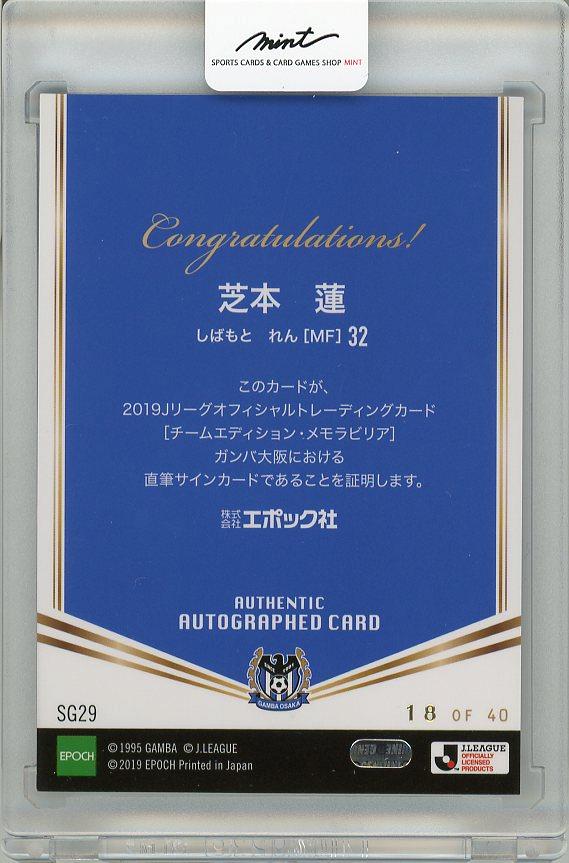 mint
SPORTS CARDS & CARD GAMES SHOP MINT
Congratulations!
芝本 蓮
しばもと れん [MF] 32
このカードが、
2019Jリーグオフィシャルトレーディングカード
[チームエディション・メモラビリア]
ガンバ大阪における
直筆サインカードであることを証明します。
株式会社エポック社
AUTHENTIC
AUTOGRAPHED CARD
GAMBA OSAKA
SG29
18 OF 40
EPOCH
©1995 GAMBA ©J.LEAGUE
©2019 EPOCH Printed in Japan
J.LEAGUE
OFFICIALLY
LICENSED
PRODUCTS